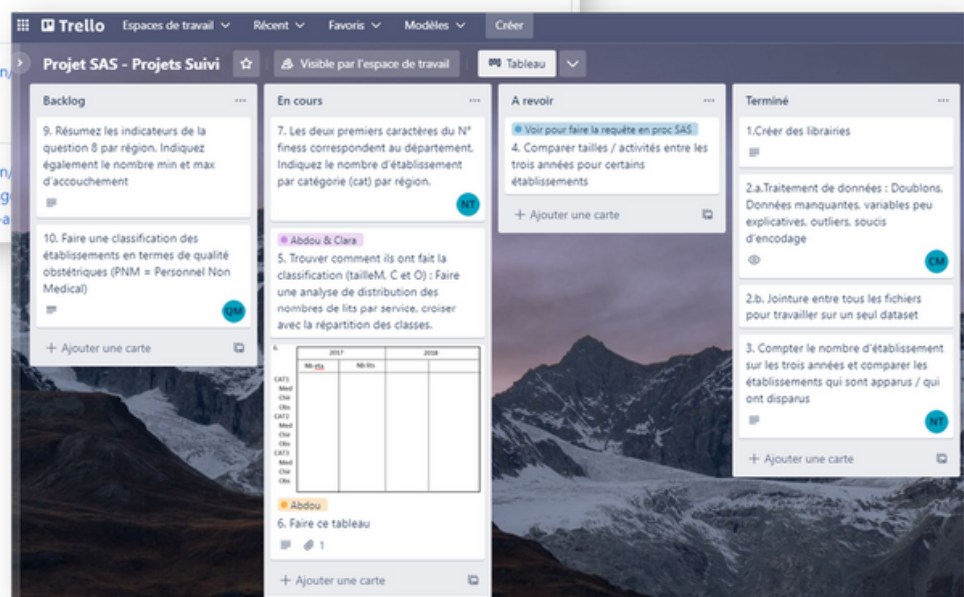 Trello
Espaces de travail
Récent
Favoris
Modèles
Créer
Projet SAS - Projets Suivi
Visible par l'espace de travail
Tableau
Backlog
9. Résumez les indicateurs de la
question 8 par région. Indiquez
également le nombre min et max
d'accouchement
10. Faire une classification des
établissements en termes de qualité
obstétriques (PNM = Personnel Non
Medical)
QM
+ Ajouter une carte
En cours
7. Les deux premiers caractères du N°
finess correspondent au département.
Indiquez le nombre d'établissement
par catégorie (cat) par région.
NT
Abdou & Clara
5. Trouver comment ils ont fait la
classification (tailleM, C et O) : Faire
une analyse de distribution des
nombres de lits par service, croiser
avec la répartition des classes.
6.
2017 2018
Nb eta Nb lits
CAT1
Med
Chir
Obs
CAT2
Med
Chir
Obs
CAT3
Med
Chir
Obs
Abdou
6. Faire ce tableau
1
+ Ajouter une carte
A revoir
Voir pour faire la requête en proc SAS
4. Comparer tailles / activités entre les
trois années pour certains
établissements
+ Ajouter une carte
Terminé
1.Créer des librairies
2.a.Traitement de données : Doublons,
Données manquantes, variables peu
explicatives, outliers, soucis
d'encodage
CM
2.b. Jointure entre tous les fichiers
pour travailler sur un seul dataset
3. Compter le nombre d'établissement
sur les trois années et comparer les
établissements qui sont apparus / qui
ont disparus
NT
+ Ajouter une carte